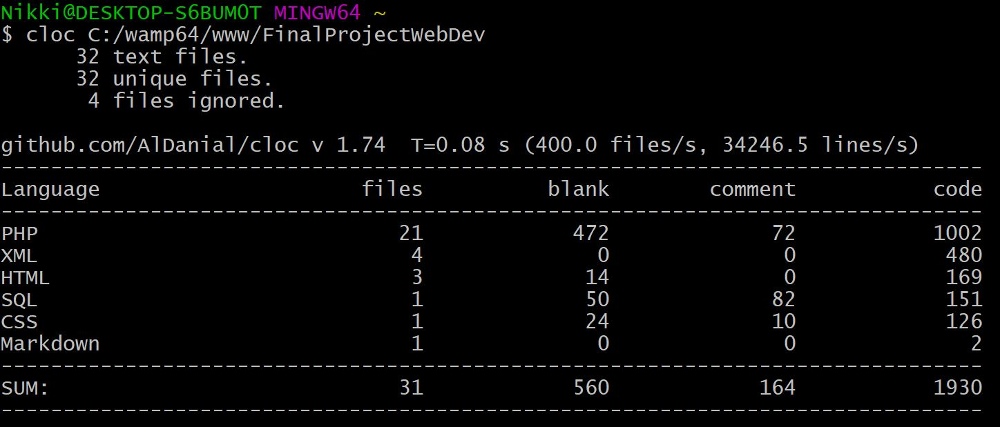 Nikki@DESKTOP-S6BUM0T MINGW64 ~
$ cloc C:/wamp64/www/FinalProjectWebDev
      32 text files.
      32 unique files.
       4 files ignored.

github.com/AlDanial/cloc v 1.74  T=0.08 s (400.0 files/s, 34246.5 lines/s)
-------------------------------------------------------------------------------
Language                     files          blank        comment           code
-------------------------------------------------------------------------------
PHP                             21            472             72           1002
XML                              4              0              0            480
HTML                             3             14              0            169
SQL                              1             50             82            151
CSS                              1             24             10            126
Markdown                         1              0              0              2
-------------------------------------------------------------------------------
SUM:                            31            560            164           1930
-------------------------------------------------------------------------------